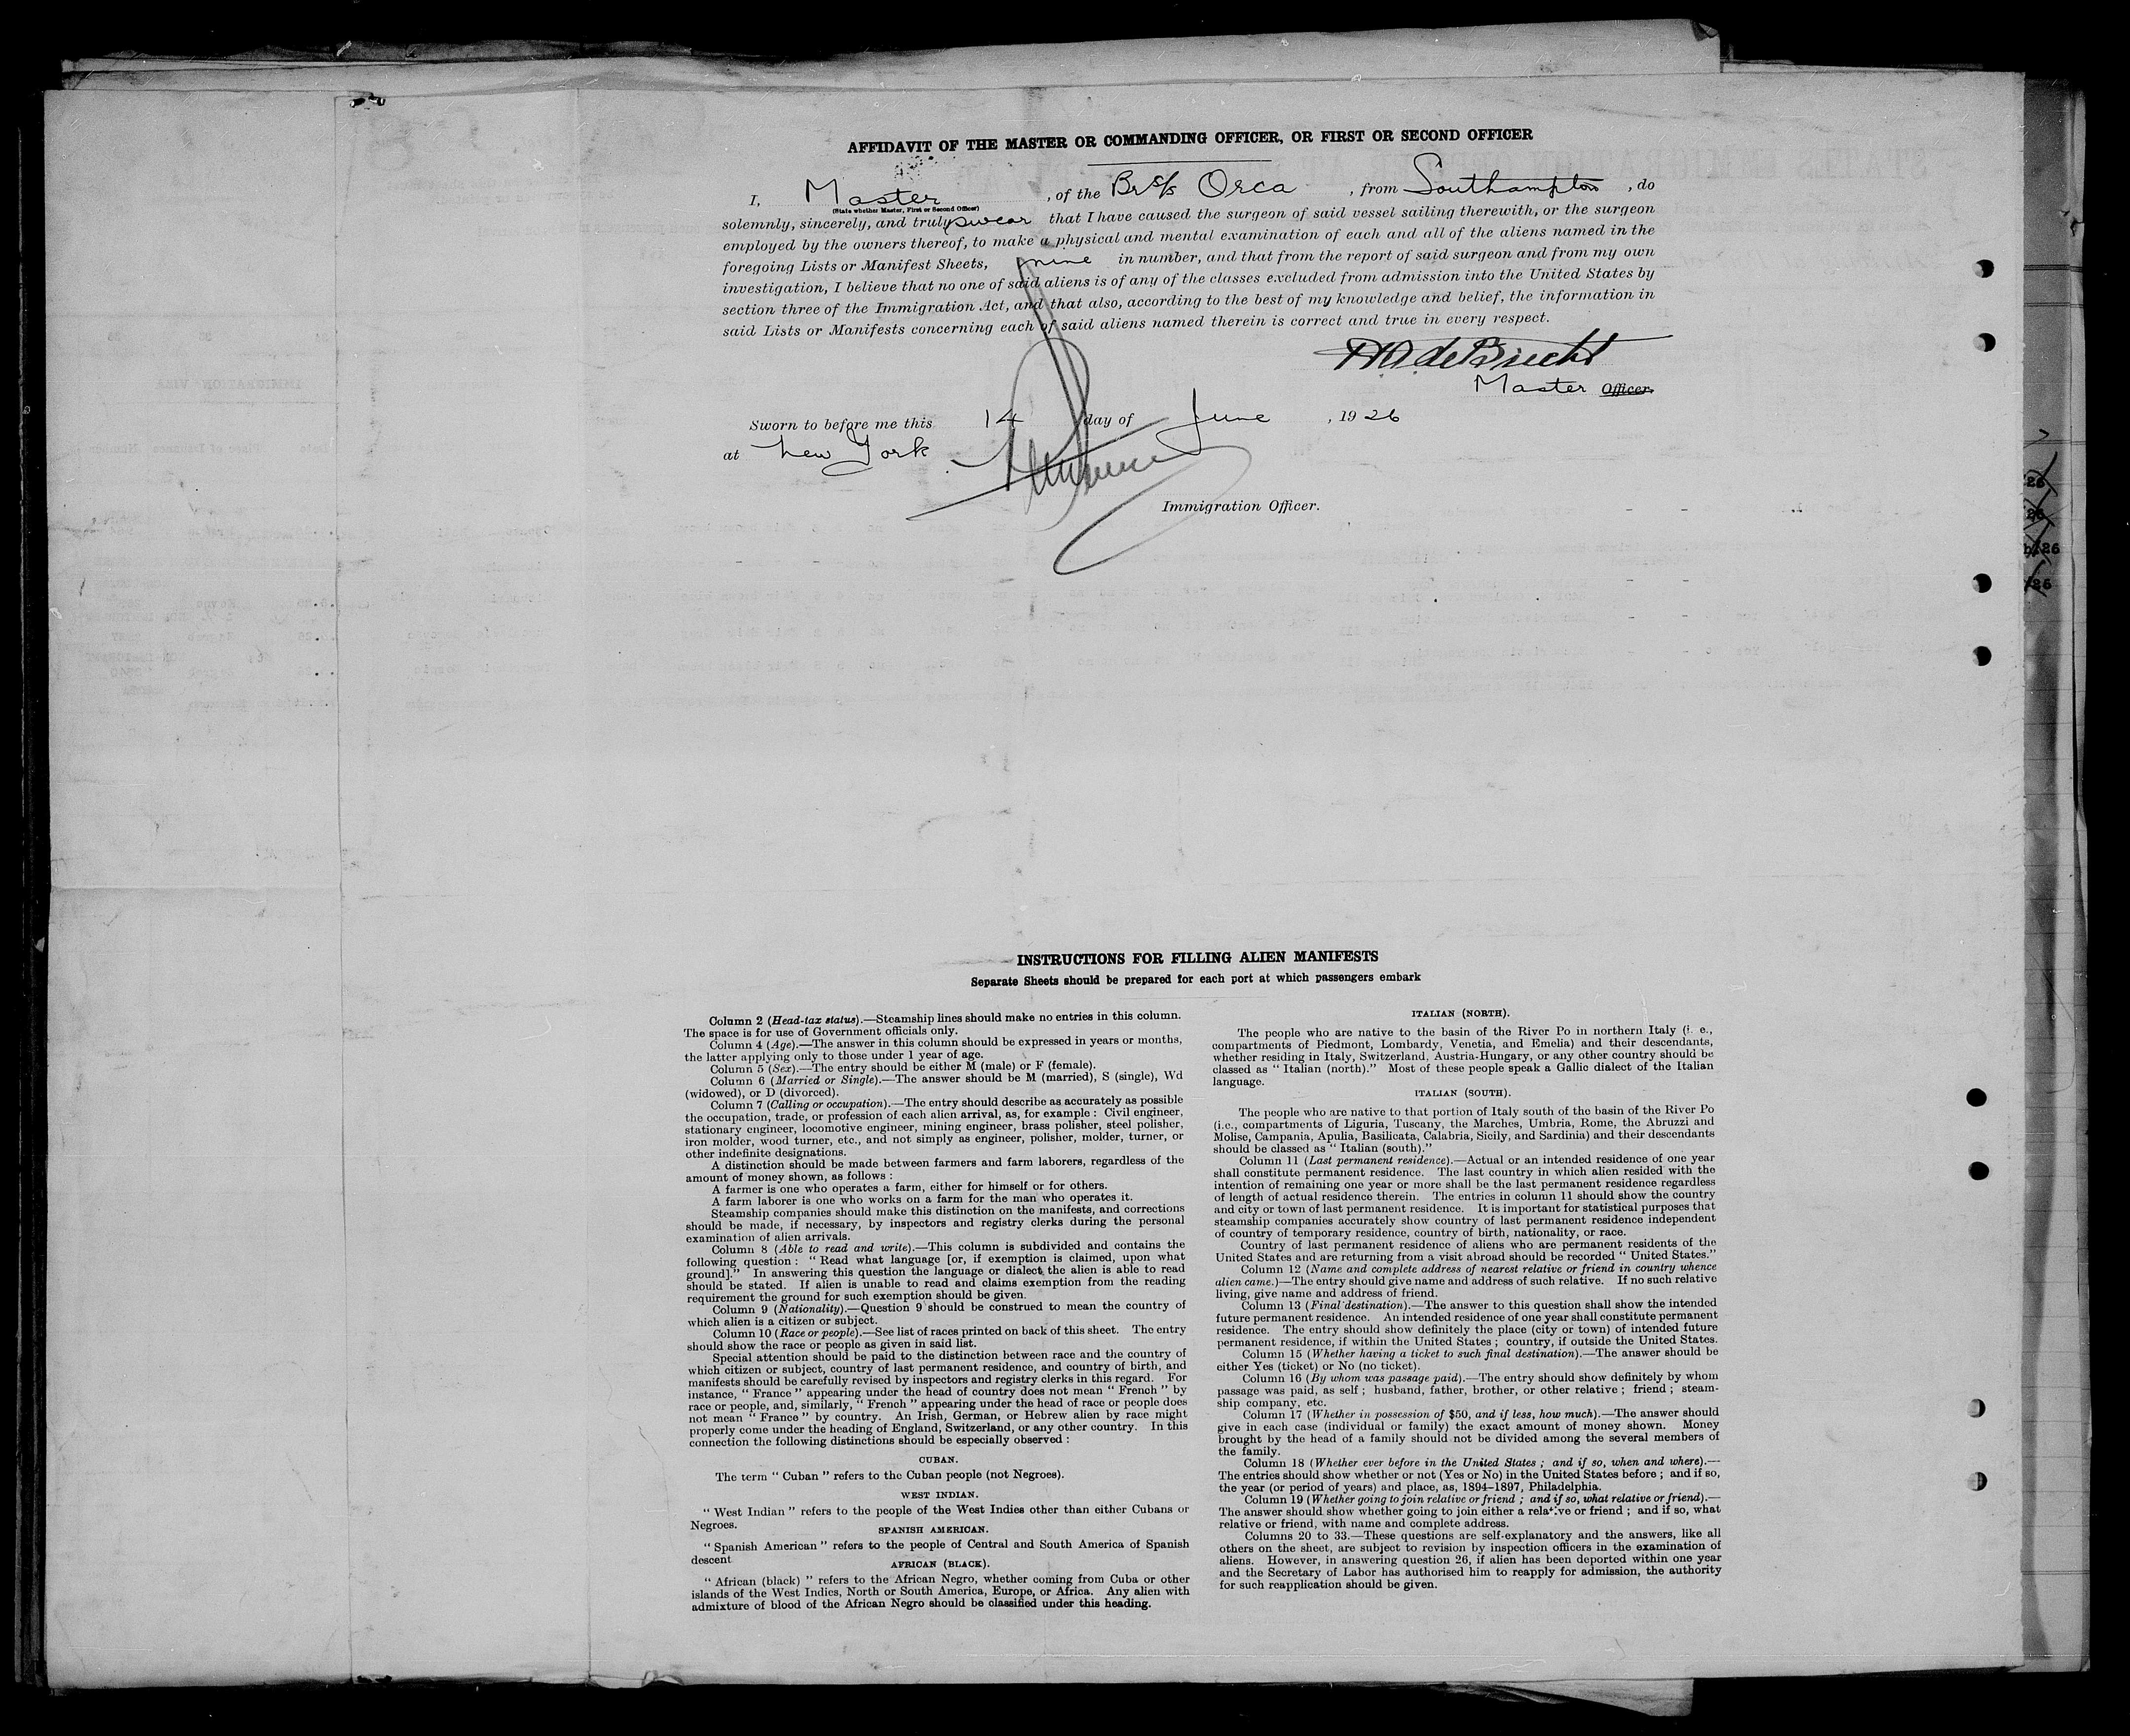 AFFIDAVIT OF THE MASTER OR COMMANDING OFFICER, OR FIRST OR SECOND OFFICER
I, Master, of the Br s/s Orca, from Southampton, do
(State whether Master, First or Second Officer)
solemnly, sincerely, and truly swear that I have caused the surgeon of said vessel sailing therewith, or the surgeon
employed by the owners thereof, to make a physical and mental examination of each and all of the aliens named in the
foregoing Lists or Manifest Sheets, nine in number, and that from the report of said surgeon and from my own
investigation, I believe that no one of said aliens is of any of the classes excluded from admission into the United States by
section three of the Immigration Act, and that also, according to the best of my knowledge and belief, the information in
said Lists or Manifests concerning each of said aliens named therein is correct and true in every respect.
Master Officer.
Sworn to before me this 14 day of June, 1926
at New York
Immigration Officer.
INSTRUCTIONS FOR FILLING ALIEN MANIFESTS
Separate Sheets should be prepared for each port at which passengers embark
Column 2 (Head-tax status).—Steamship lines should make no entries in this column.
The space is for use of Government officials only.
Column 4 (Age).—The answer in this column should be expressed in years or months,
the latter applying only to those under 1 year of age.
Column 5 (Sex).—The entry should be either M (male) or F (female).
Column 6 (Married or Single).—The answer should be M (married), S (single), Wd
(widowed), or D (divorced).
Column 7 (Calling or occupation).—The entry should describe as accurately as possible
the occupation, trade, or profession of each alien arrival, as, for example : Civil engineer,
stationary engineer, locomotive engineer, mining engineer, brass polisher, steel polisher,
iron molder, wood turner, etc., and not simply as engineer, polisher, molder, turner, or
other indefinite designations.
A distinction should be made between farmers and farm laborers, regardless of the
amount of money shown, as follows :
A farmer is one who operates a farm, either for himself or for others.
A farm laborer is one who works on a farm for the man who operates it.
Steamship companies should make this distinction on the manifests, and corrections
should be made, if necessary, by inspectors and registry clerks during the personal
examination of alien arrivals.
Column 8 (Able to read and write).—This column is subdivided and contains the
following question : “ Read what language [or, if exemption is claimed, upon what
ground].” In answering this question the language or dialect the alien is able to read
should be stated. If alien is unable to read and claims exemption from the reading
requirement the ground for such exemption should be given.
Column 9 (Nationality).—Question 9 should be construed to mean the country of
which alien is a citizen or subject.
Column 10 (Race or people).—See list of races printed on back of this sheet. The entry
should show the race or people as given in said list.
Special attention should be paid to the distinction between race and the country of
which citizen or subject, country of last permanent residence, and country of birth, and
manifests should be carefully revised by inspectors and registry clerks in this regard. For
instance, “ France ” appearing under the head of country does not mean “ French ” by
race or people, and, similarly, “ French ” appearing under the head of race or people does
not mean “ France ” by country. An Irish, German, or Hebrew alien by race might
properly come under the heading of England, Switzerland, or any other country. In this
connection the following distinctions should be especially observed :
CUBAN.
The term “ Cuban ” refers to the Cuban people (not Negroes).
WEST INDIAN.
“ West Indian ” refers to the people of the West Indies other than either Cubans or
Negroes.
SPANISH AMERICAN.
“ Spanish American ” refers to the people of Central and South America of Spanish
descent
AFRICAN (BLACK).
“ African (black) ” refers to the African Negro, whether coming from Cuba or other
islands of the West Indies, North or South America, Europe, or Africa. Any alien with
admixture of blood of the African Negro should be classified under this heading.
ITALIAN (NORTH).
The people who are native to the basin of the River Po in northern Italy (i. e.,
compartments of Piedmont, Lombardy, Venetia, and Emelia) and their descendants,
whether residing in Italy, Switzerland, Austria-Hungary, or any other country should be
classed as “ Italian (north).” Most of these people speak a Gallic dialect of the Italian
language.
ITALIAN (SOUTH).
The people who are native to that portion of Italy south of the basin of the River Po
(i.e., compartments of Liguria, Tuscany, the Marches, Umbria, Rome, the Abruzzi and
Molise, Campania, Apulia, Basilicata, Calabria, Sicily, and Sardinia) and their descendants
should be classed as “ Italian (south).”
Column 11 (Last permanent residence).—Actual or an intended residence of one year
shall constitute permanent residence. The last country in which alien resided with the
intention of remaining one year or more shall be the last permanent residence regardless
of length of actual residence therein. The entries in column 11 should show the country
and city or town of last permanent residence. It is important for statistical purposes that
steamship companies accurately show country of last permanent residence independent
of country of temporary residence, country of birth, nationality, or race.
Country of last permanent residence of aliens who are permanent residents of the
United States and are returning from a visit abroad should be recorded “ United States.”
Column 12 (Name and complete address of nearest relative or friend in country whence
alien came.)—The entry should give name and address of such relative. If no such relative
living, give name and address of friend.
Column 13 (Final destination).—The answer to this question shall show the intended
future permanent residence. An intended residence of one year shall constitute permanent
residence. The entry should show definitely the place (city or town) of intended future
permanent residence, if within the United States ; country, if outside the United States.
Column 15 (Whether having a ticket to such final destination).—The answer should be
either Yes (ticket) or No (no ticket).
Column 16 (By whom was passage paid).—The entry should show definitely by whom
passage was paid, as self ; husband, father, brother, or other relative ; friend ; steam-
ship company, etc.
Column 17 (Whether in possession of $50, and if less, how much).—The answer should
give in each case (individual or family) the exact amount of money shown. Money
brought by the head of a family should not be divided among the several members of
the family.
Column 18 (Whether ever before in the United States ; and if so, when and where).—
The entries should show whether or not (Yes or No) in the United States before ; and if so,
the year (or period of years) and place, as, 1894–1897, Philadelphia.
Column 19 (Whether going to join relative or friend ; and if so, what relative or friend).—
The answer should show whether going to join either a relative or friend ; and if so, what
relative or friend, with name and complete address.
Columns 20 to 33.—These questions are self-explanatory and the answers, like all
others on the sheet, are subject to revision by inspection officers in the examination of
aliens. However, in answering question 26, if alien has been deported within one year
and the Secretary of Labor has authorised him to reapply for admission, the authority
for such reapplication should be given.